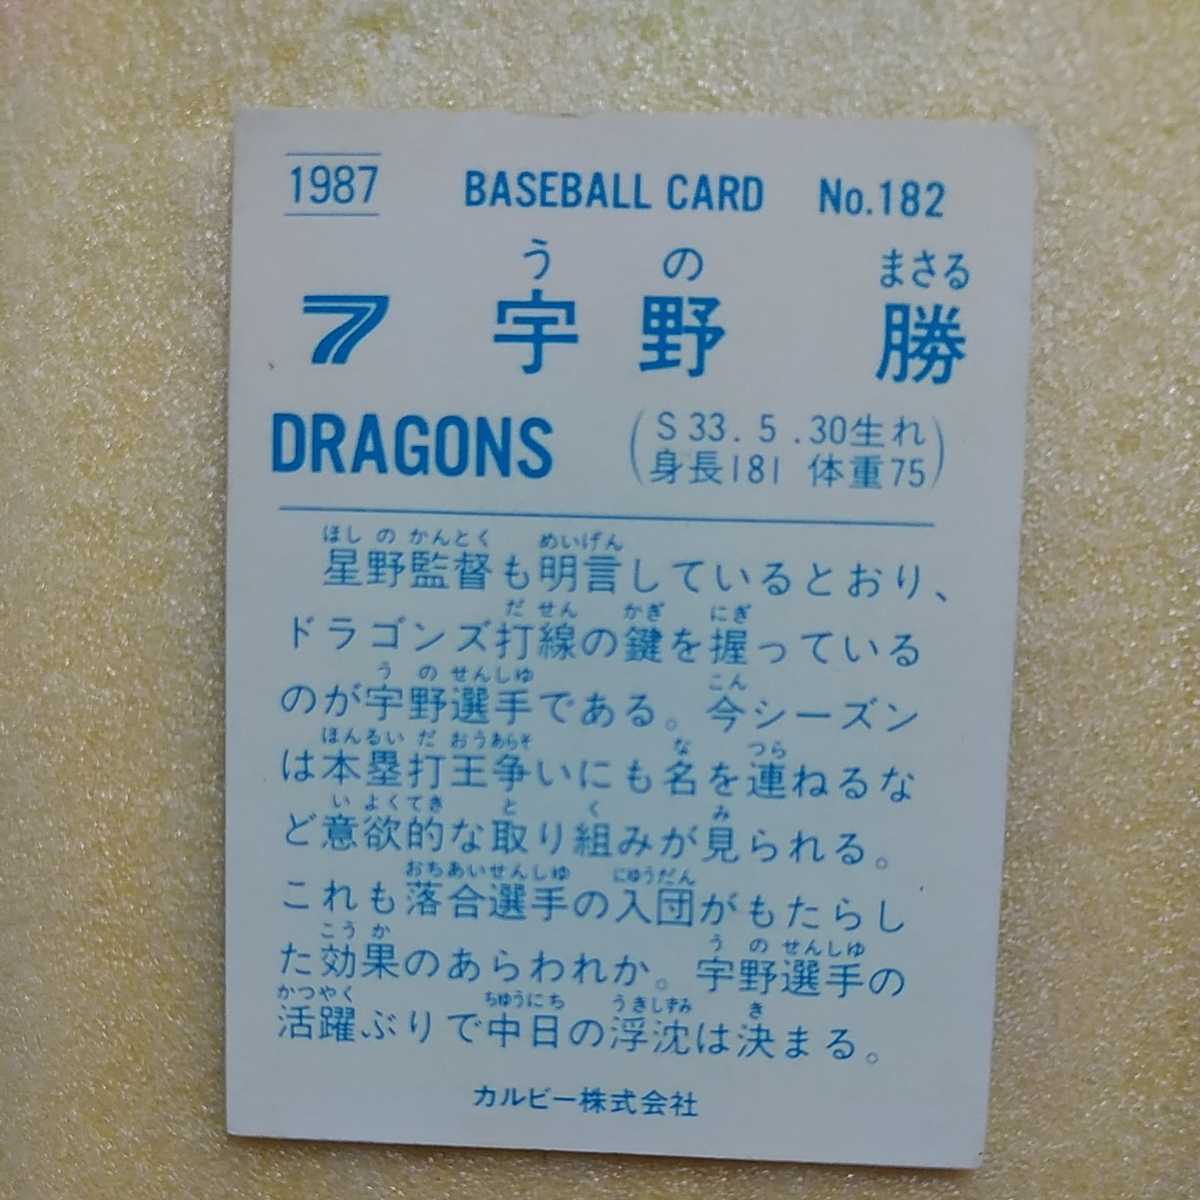 1987 BASEBALL CARD No.182
うの まさる
7 宇野 勝
DRAGONS
(S33.5.30生れ
身長181 体重75)
ほしのかんとく めいげん
星野監督も明言しているとおり、
だせん かぎ にぎ
ドラゴンズ打線の鍵を握っている
うのせんしゆ こん
のが宇野選手である。今シーズン
ほんるいだおうあらそ な つら
は本塁打王争いにも名を連ねるな
いよくてき と く み
ど意欲的な取り組みが見られる。
おちあいせんしゆ にゆうだん
これも落合選手の入団がもたらし
こうか うのせんしゆ
た効果のあらわれか。宇野選手の
かつやく ちゆうにち うきしずみ き
活躍ぶりで中日の浮沈は決まる。
カルビー株式会社